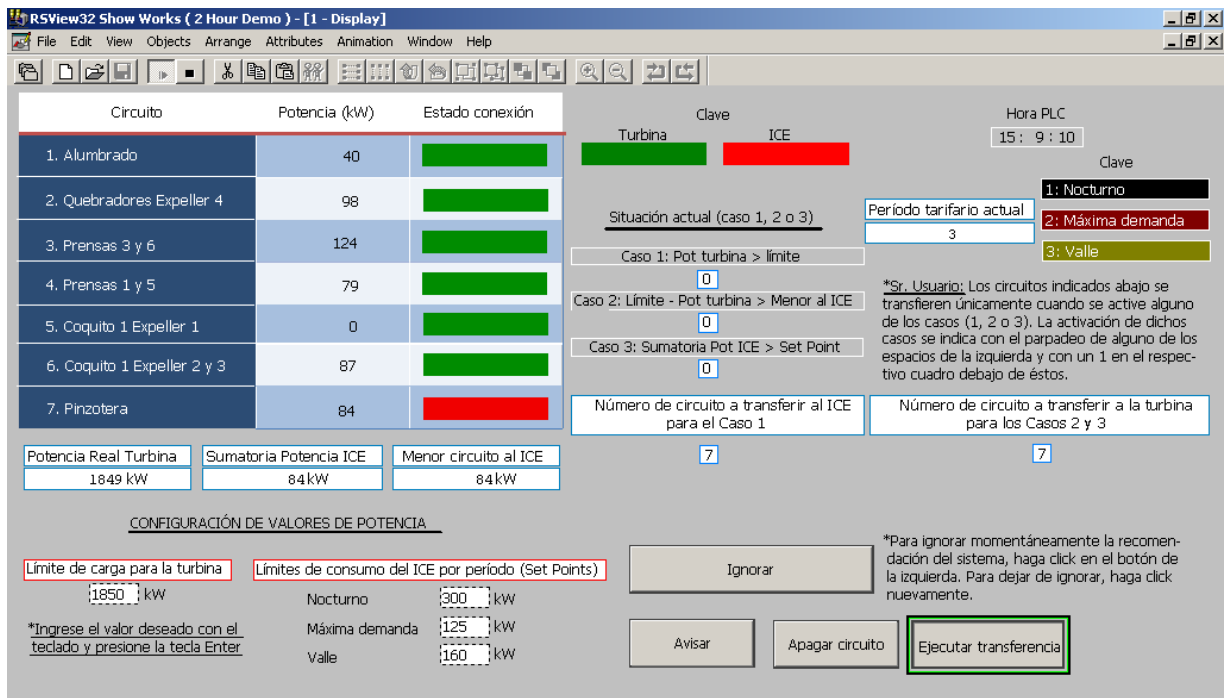 RSView32 Show Works ( 2 Hour Demo ) - [1 - Display]
File Edit View Objects Arrange Attributes Animation Window Help
Circuito Potencia (kW) Estado conexión
1. Alumbrado 40
2. Quebradores Expeller 4 98
3. Prensas 3 y 6 124
4. Prensas 1 y 5 79
5. Coquito 1 Expeller 1 0
6. Coquito 1 Expeller 2 y 3 87
7. Pinzotera 84
Potencia Real Turbina Sumatoria Potencia ICE Menor circuito al ICE
1849 kW 84 kW 84 kW
Clave
Turbina ICE
Situación actual (caso 1, 2 o 3)
Caso 1: Pot turbina > límite
0
Caso 2: Límite - Pot turbina > Menor al ICE
0
Caso 3: Sumatoria Pot ICE > Set Point
0
Hora PLC
15 : 9 : 10
Clave
1: Nocturno
2: Máxima demanda
3: Valle
Período tarifario actual
3
*Sr. Usuario: Los circuitos indicados abajo se
transfieren únicamente cuando se active alguno
de los casos (1, 2 o 3). La activación de dichos
casos se indica con el parpadeo de alguno de los
espacios de la izquierda y con un 1 en el respec-
tivo cuadro debajo de éstos.
Número de circuito a transferir al ICE
para el Caso 1
7
Número de circuito a transferir a la turbina
para los Casos 2 y 3
7
CONFIGURACIÓN DE VALORES DE POTENCIA
Límite de carga para la turbina
1850 kW
*Ingrese el valor deseado con el
teclado y presione la tecla Enter
Límites de consumo del ICE por período (Set Points)
Nocturno 300 kW
Máxima demanda 125 kW
Valle 160 kW
Ignorar
*Para ignorar momentáneamente la recomen-
dación del sistema, haga click en el botón de
la izquierda. Para dejar de ignorar, haga click
nuevamente.
Avisar Apagar circuito Ejecutar transferencia